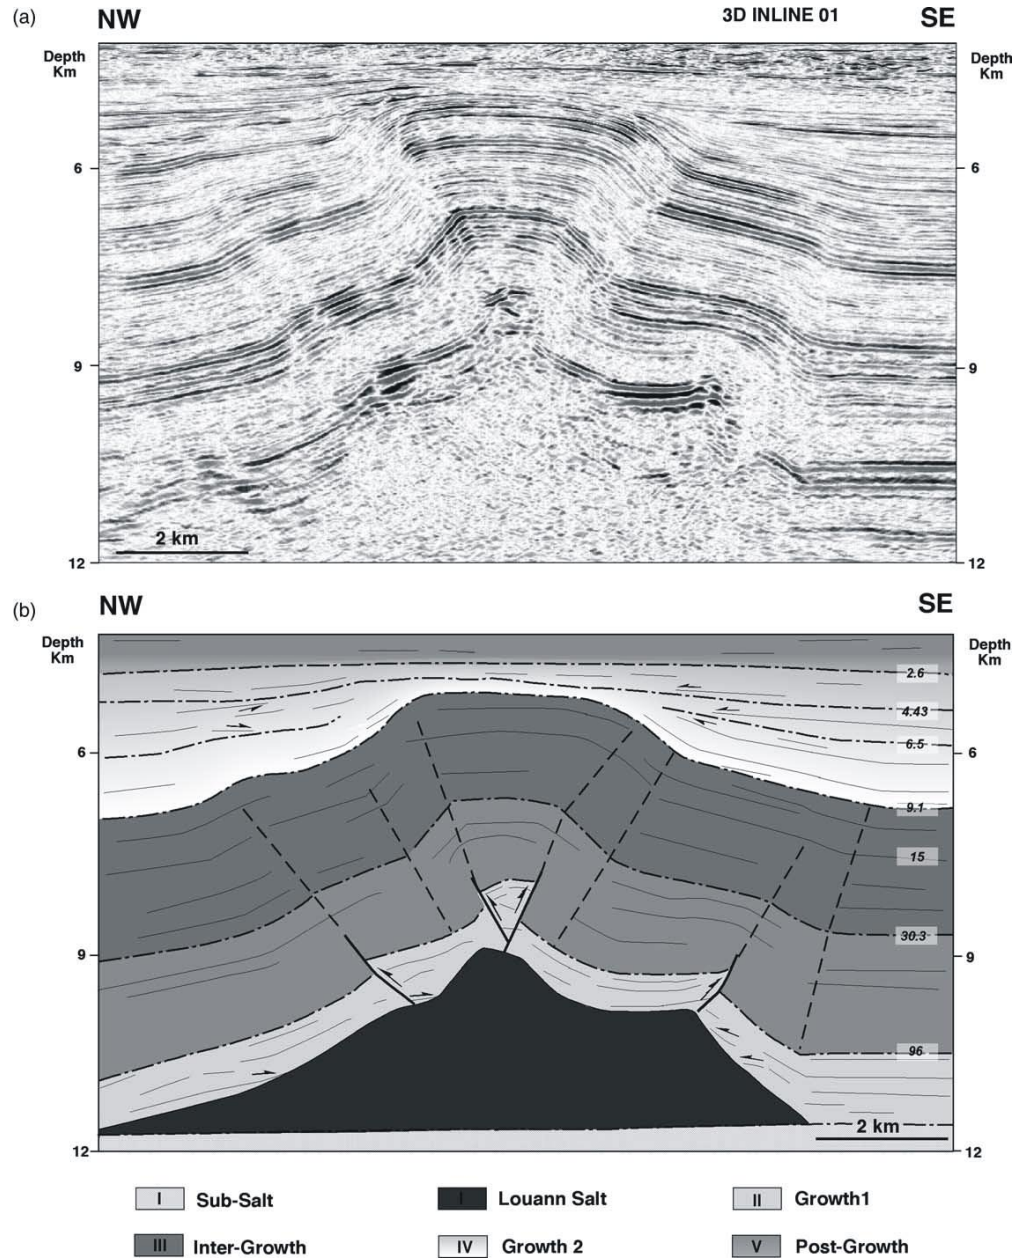 (a) NW 3D INLINE 01 SE
Depth Km Depth Km
6 6
9 9
2 km
12 12
(b) NW SE
Depth Km Depth Km
2.6
4.43
6.5
6 6
9.1
15
30.3
9 9
96
2 km
12 12
I Sub-Salt I Louann Salt II Growth1
III Inter-Growth IV Growth 2 V Post-Growth